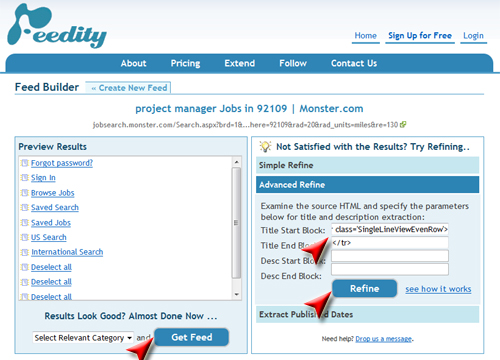 Feedity
Home Sign Up for Free Login
About Pricing Extend Follow Contact Us
Feed Builder « Create New Feed
project manager Jobs in 92109 | Monster.com
jobsearch.monster.com/Search.aspx?brd=1&...here=92109&rad=20&rad_units=miles&re=130
Preview Results
Forgot password?
Sign In
Browse Jobs
Saved Search
Saved Jobs
US Search
International Search
Deselect all
Deselect all
Deselect all
Results Look Good? Almost Done Now ...
Select Relevant Category and Get Feed
Not Satisfied with the Results? Try Refining..
Simple Refine
Advanced Refine
Examine the source HTML and specify the parameters
below for title and description extraction:
Title Start Block: class='SingleLineViewEvenRow'>
Title End Block: </tr>
Desc Start Block:
Desc End Block:
Refine see how it works
Extract Published Dates
Need help? Drop us a message.